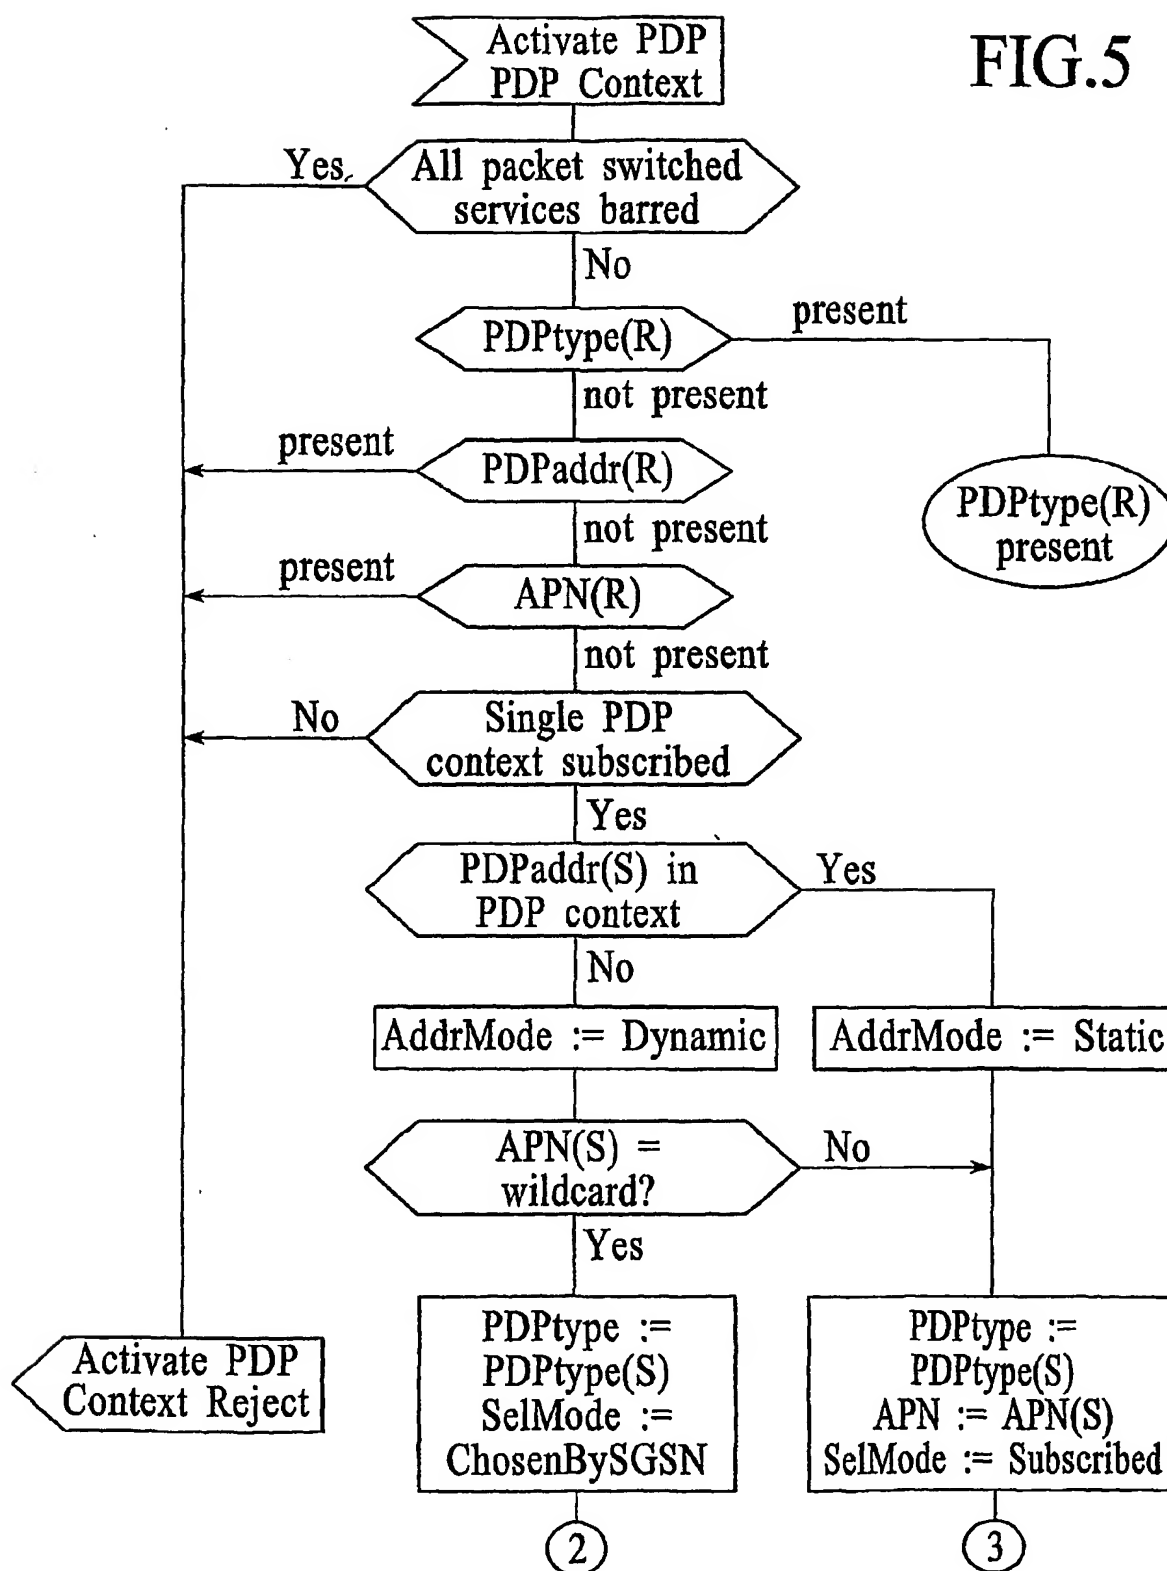 Activate PDP
PDP Context
FIG.5
Yes
All packet switched
services barred
No
PDPtype(R)
present
not present
present
PDPaddr(R)
PDPtype(R)
present
not present
present
APN(R)
not present
No
Single PDP
context subscribed
Yes
PDPaddr(S) in
PDP context
Yes
No
AddrMode := Dynamic
AddrMode := Static
APN(S) =
wildcard?
No
Yes
PDPtype :=
PDPtype(S)
SelMode :=
ChosenBySGSN
PDPtype :=
PDPtype(S)
APN := APN(S)
SelMode := Subscribed
Activate PDP
Context Reject
2
3